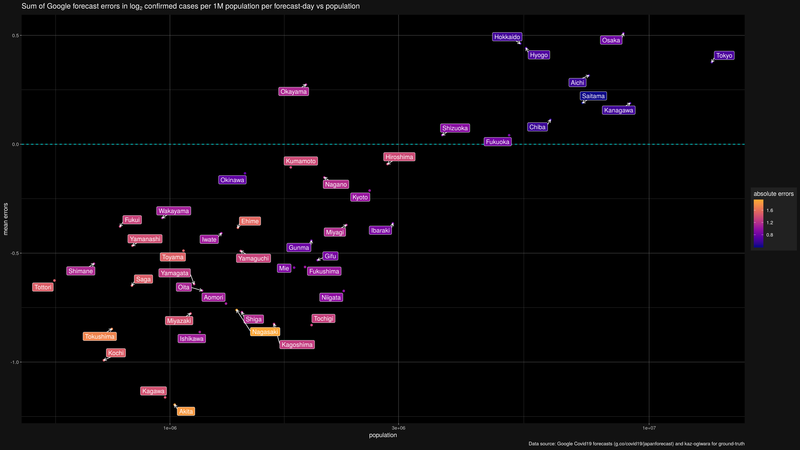 Sum of Google forecast errors in log2 confirmed cases per 1M population per forecast-day vs population
0.5
0.0
-0.5
-1.0
mean errors
Hokkaido
Hyogo
Osaka
Tokyo
Aichi
Saitama
Kanagawa
Okayama
Chiba
Shizuoka
Fukuoka
Kumamoto
Hiroshima
Okinawa
Nagano
Kyoto
Wakayama
Fukui
Ehime
Iwate
Miyagi
Ibaraki
Yamanashi
Gunma
Toyama
Yamaguchi
Gifu
Shimane
Yamagata
Mie
Fukushima
Saga
Tottori
Oita
Aomori
Niigata
Miyazaki
Shiga
Tochigi
Tokushima
Ishikawa
Nagasaki
Kagoshima
Kochi
Kagawa
Akita
absolute errors
1.6
1.2
0.8
1e+06
3e+06
1e+07
population
Data source: Google Covid19 forecasts (g.co/covid19/japanforecast) and kaz-ogiwara for ground-truth